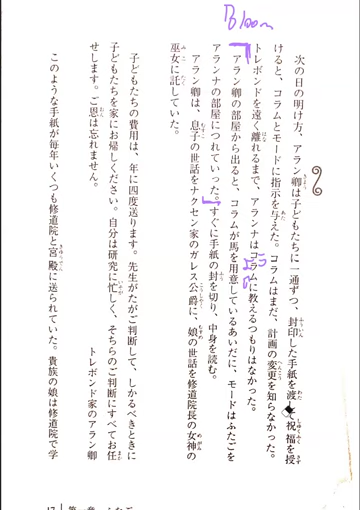 Bloom
次の日の明け方、アラン卿は子どもたちに一通ずつ、封印した手紙を渡して祝福を授
けると、コラムとモードに指示を与えた。コラムはまだ、計画の変更を知らなかった。
トレボンドを遠く離れるまで、アランナはコラムに教えるつもりはなかった。
アラン卿の部屋から出ると、コラムが馬を用意しているあいだに、モードはふたごを
アランナの部屋につれていった。すぐに手紙の封を切り、中身を読む。
アラン卿は、息子の世話をナクセン家のガレス公爵に、娘の世話を修道院長の女神の
巫女に託していた。
子どもたちの費用は、年に四度送ります。先生がたがご判断して、しかるべきときに
子どもたちを家にお帰しください。自分は研究に忙しく、そちらのご判断にすべてお任
せします。ご恩は忘れません。
トレボンド家のアラン卿
このような手紙が毎年いくつも修道院と宮殿に送られていた。貴族の娘は修道院で学
17 第一章 ふたご